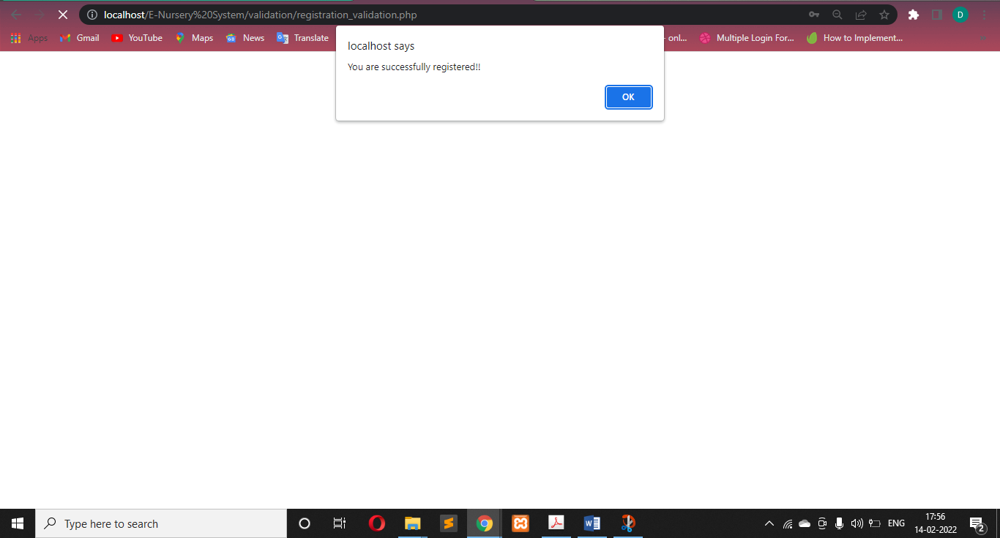 localhost/E-Nursery%20System/validation/registration_validation.php
D
Apps Gmail YouTube Maps News Translate - onl... Multiple Login For... How to Implement...
localhost says
You are successfully registered!!
OK
Type here to search
ENG
17:56
14-02-2022
2